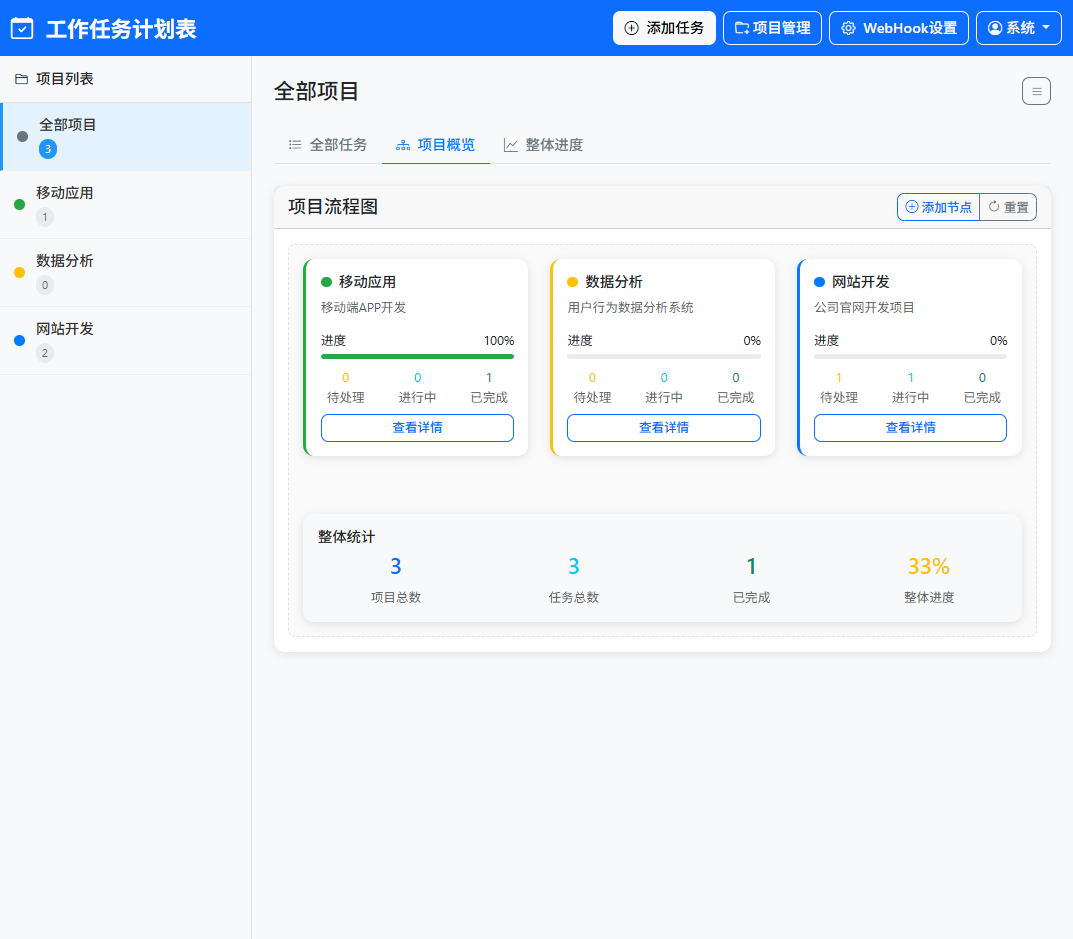 工作任务计划表
添加任务 项目管理 WebHook设置 系统
项目列表
全部项目
3
移动应用
1
数据分析
0
网站开发
2
全部项目
全部任务 项目概览 整体进度
项目流程图
添加节点 重置
移动应用
移动端APP开发
进度 100%
0 0 1
待处理 进行中 已完成
查看详情
数据分析
用户行为数据分析系统
进度 0%
0 0 0
待处理 进行中 已完成
查看详情
网站开发
公司官网开发项目
进度 0%
1 1 0
待处理 进行中 已完成
查看详情
整体统计
3 3 1 33%
项目总数 任务总数 已完成 整体进度